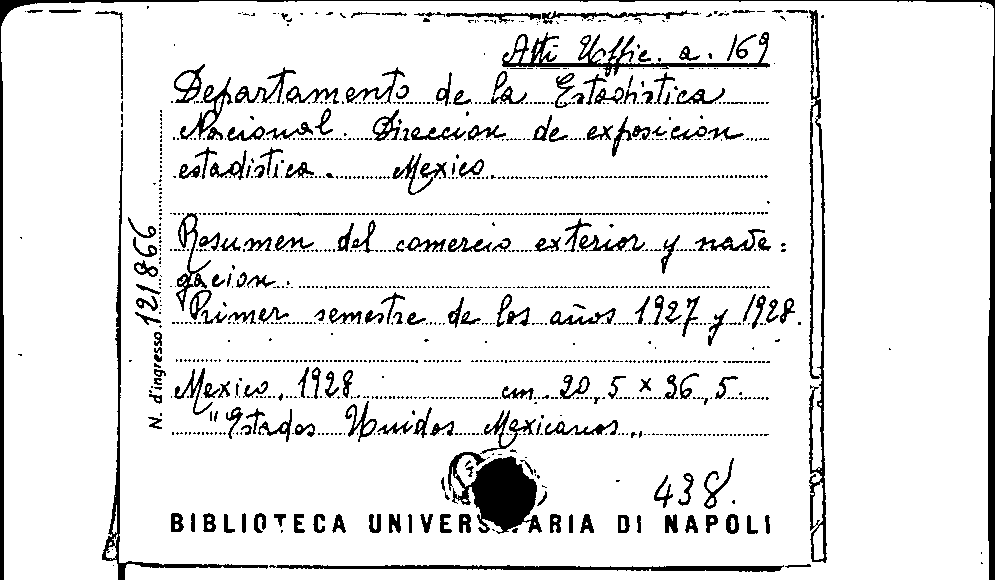 Atti Uffic. a. 169
Departamento de la Estadistica
Nacional. Direccion de exposicion
estadistica. Mexico.
Resumen del comercio exterior y nave=
gacion.
Primer semestre de los años 1927 y 1928.
Mexico, 1928 cm. 20,5 x 36,5.
"Estados Unidos Mexicanos"
438.
BIBLIOTECA DI NAPOLI
N. d'ingresso 121866